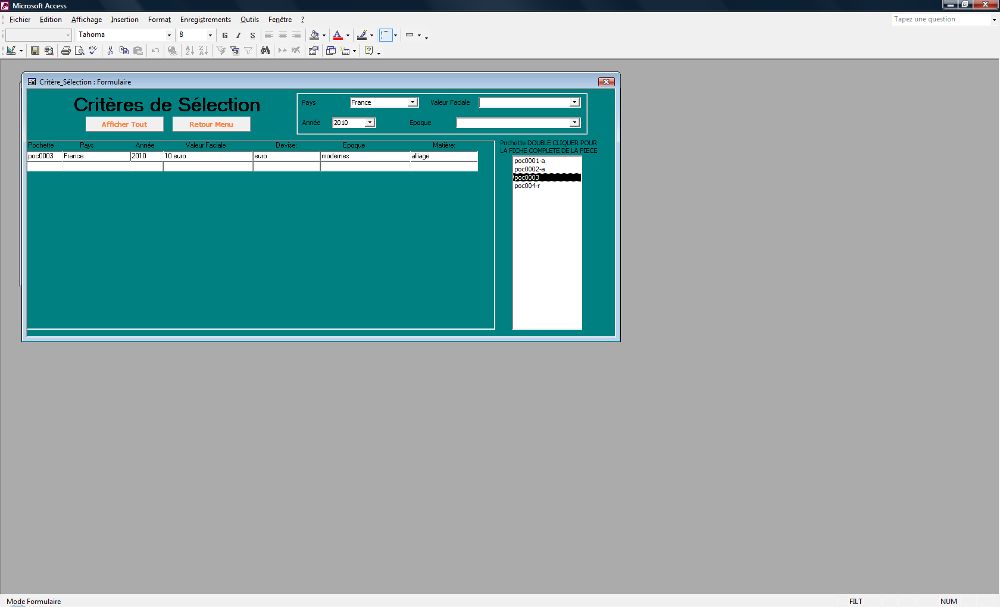 Microsoft Access
Fichier Edition Affichage Insertion Format Enregistrements Outils Fenêtre ?
Tapez une question
Tahoma 8 G I S
Critère_Sélection : Formulaire
Critères de Sélection
Afficher Tout Retour Menu
Pays France Valeur Faciale
Année 2010 Epoque
Pochette Pays Année Valeur Faciale Devise: Epoque Matière:
poc0003 France 2010 10 euro euro modernes alliage
Pochette DOUBLE CLIQUER POUR
LA FICHE COMPLETE DE LA PIECE
poc0001-a
poc0002-a
poc0003
poc004-r
Mode Formulaire FILT NUM